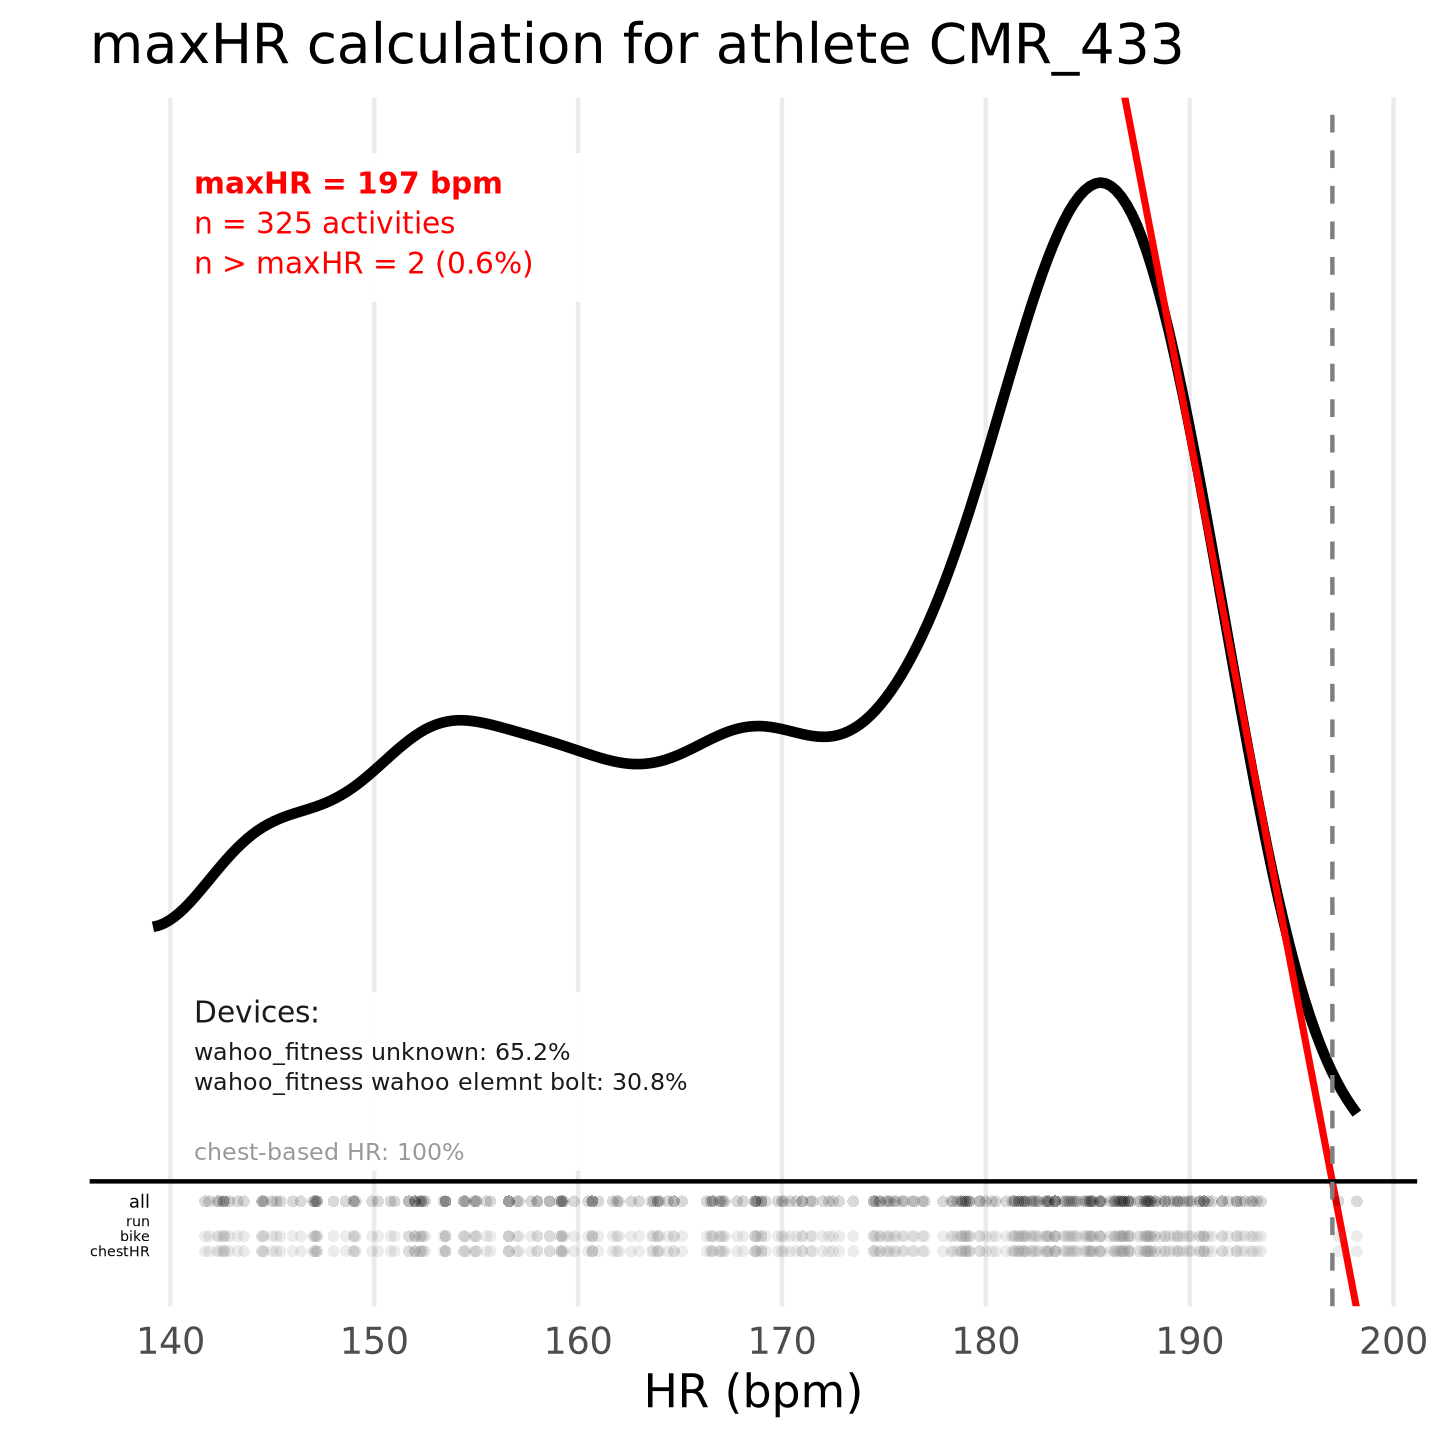 maxHR calculation for athlete CMR_433
maxHR = 197 bpm
n = 325 activities
n > maxHR = 2 (0.6%)
Devices:
wahoo_fitness unknown: 65.2%
wahoo_fitness wahoo elemnt bolt: 30.8%
chest-based HR: 100%
all
run
bike
chestHR
140 150 160 170 180 190 200
HR (bpm)